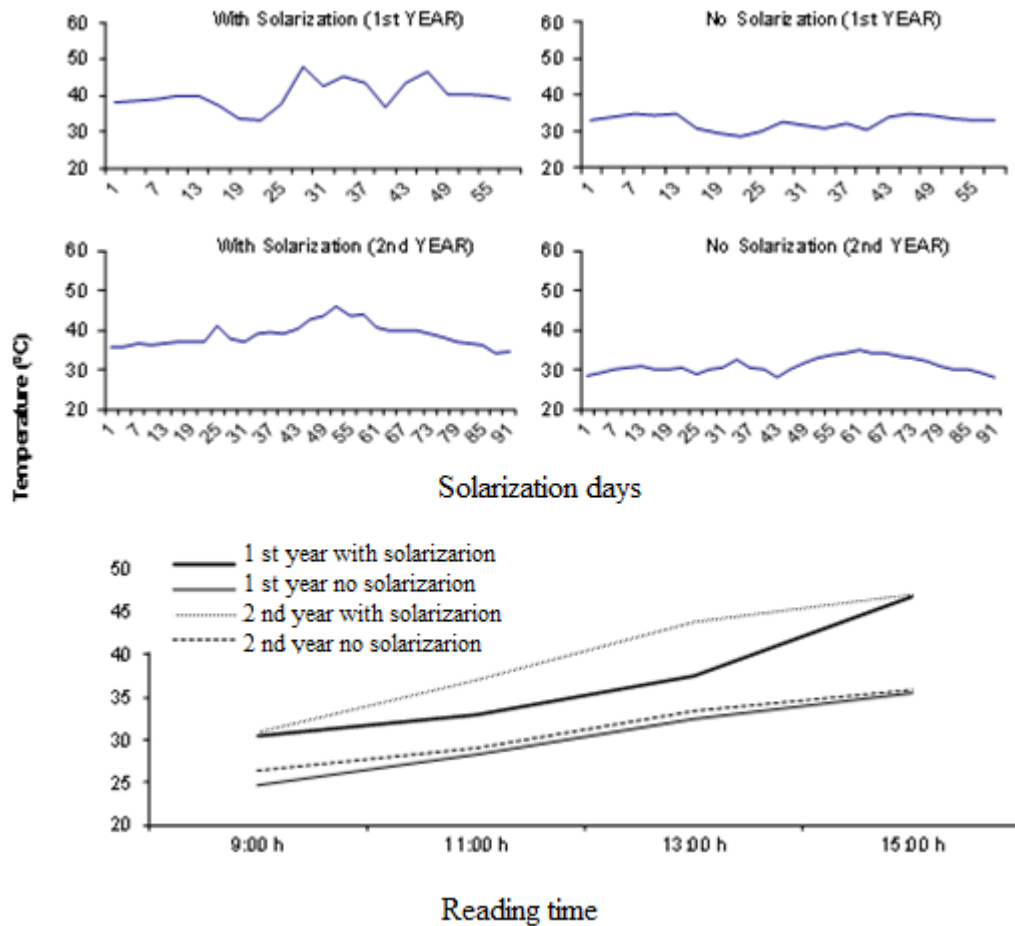 With Solarization (1st YEAR)
60
50
40
30
20
1 7 13 19 25 31 37 43 49 55
No Solarization (1st YEAR)
60
50
40
30
20
1 7 13 19 25 31 37 43 49 55
With Solarization (2nd YEAR)
60
50
40
30
20
1 7 13 19 25 31 37 43 49 55 61 67 73 79 85 91
No Solarization (2nd YEAR)
60
50
40
30
20
1 7 13 19 25 31 37 43 49 55 61 67 73 79 85 91
Temperature (ºC)
Solarization days
1 st year with solarizarion
1 st year no solarizarion
2 nd year with solarizarion
2 nd year no solarizarion
50
45
40
35
30
25
20
9:00 h 11:00 h 13:00 h 15:00 h
Reading time